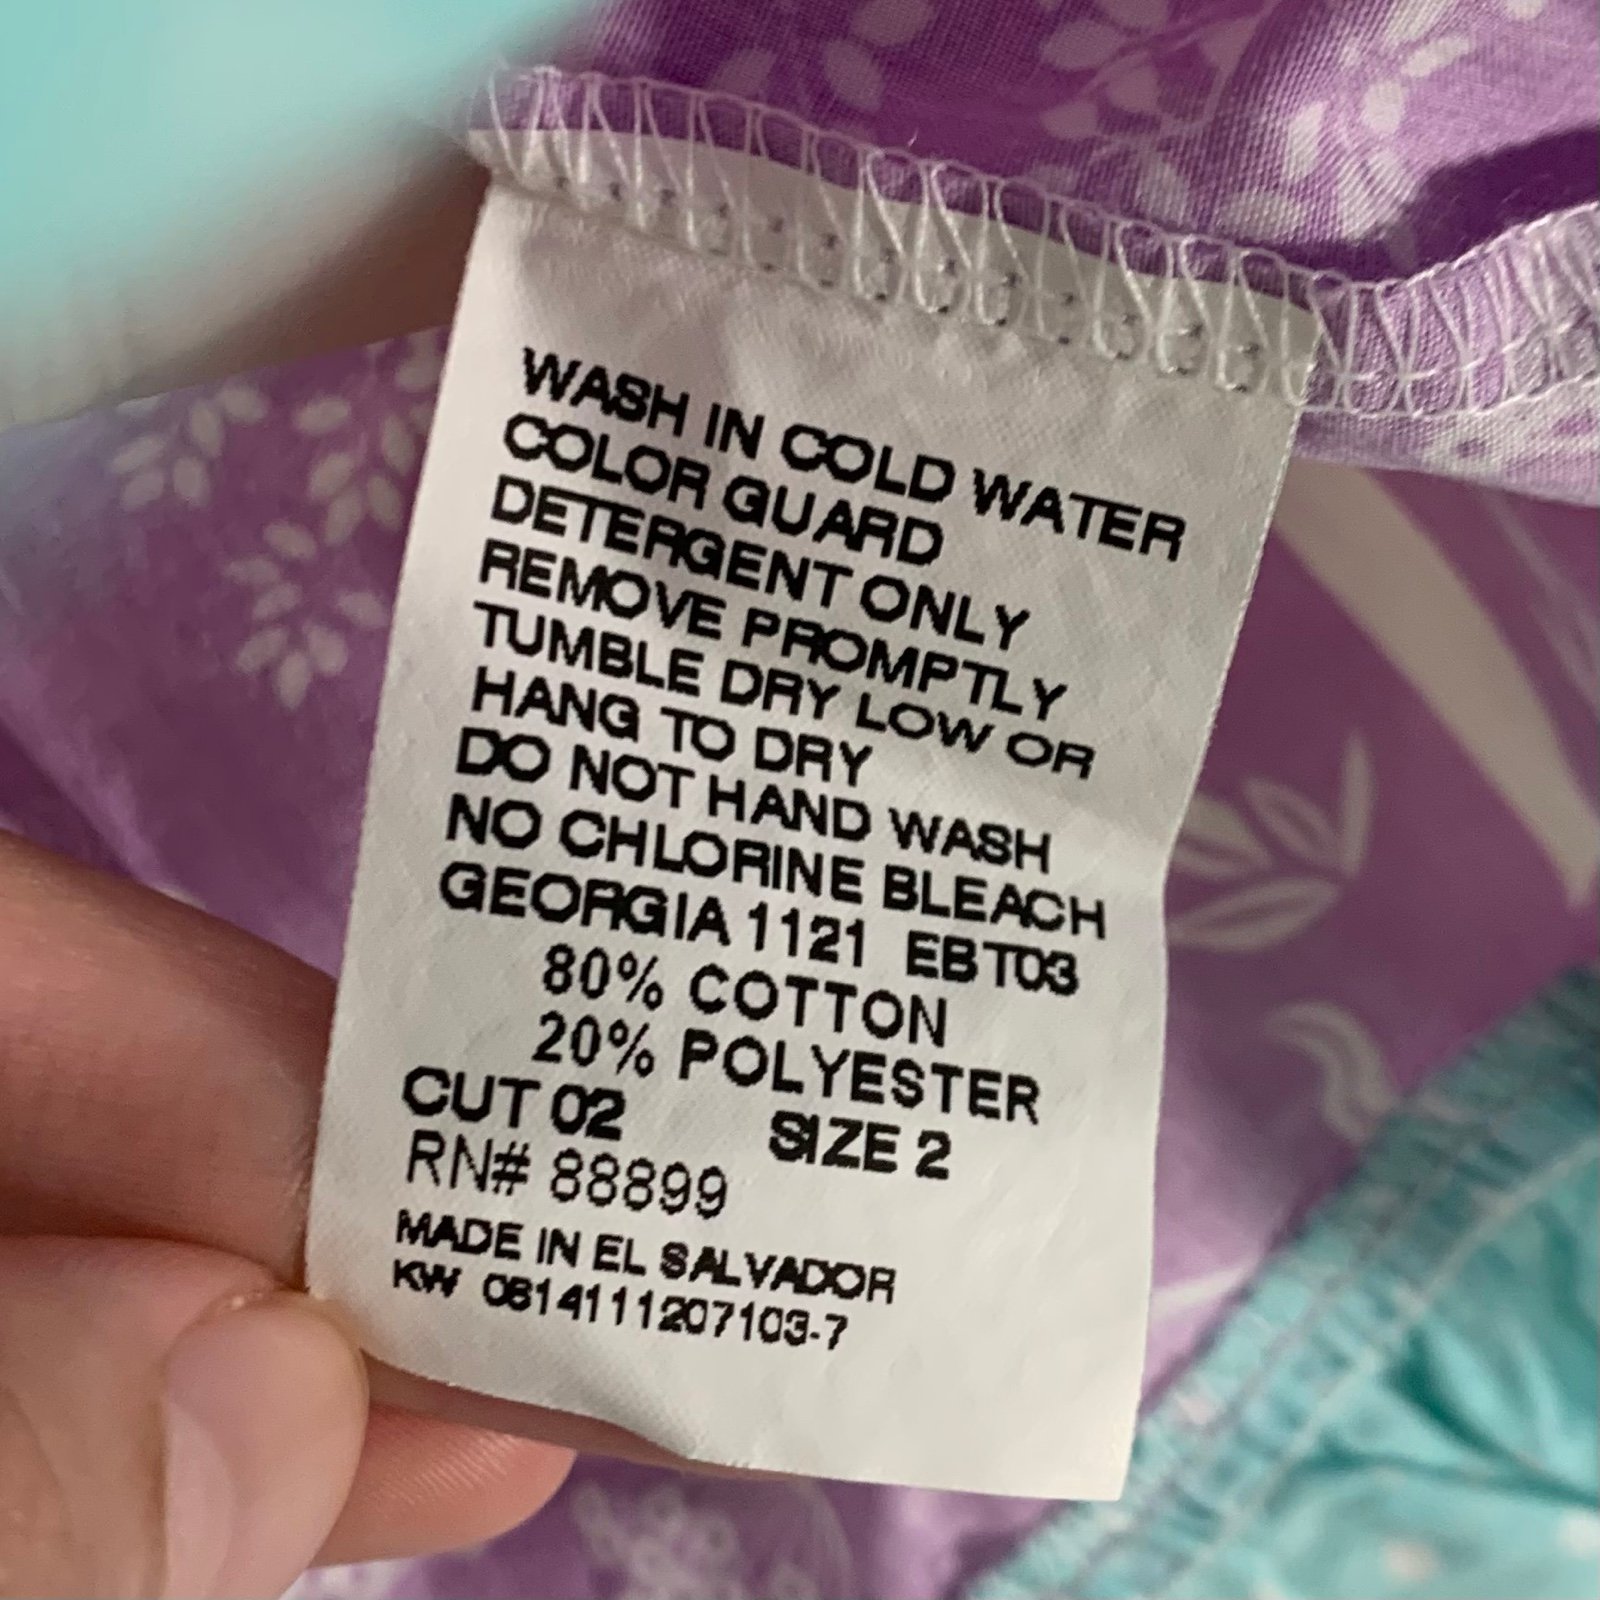 WASH IN COLD WATER
COLOR GUARD
DETERGENT ONLY
REMOVE PROMPTLY
TUMBLE DRY LOW OR
HANG TO DRY
DO NOT HAND WASH
NO CHLORINE BLEACH
GEORGIA 1121 EBT03
80% COTTON
20% POLYESTER
CUT 02 SIZE 2
RN# 88899
MADE IN EL SALVADOR
KW 0814111207103-7